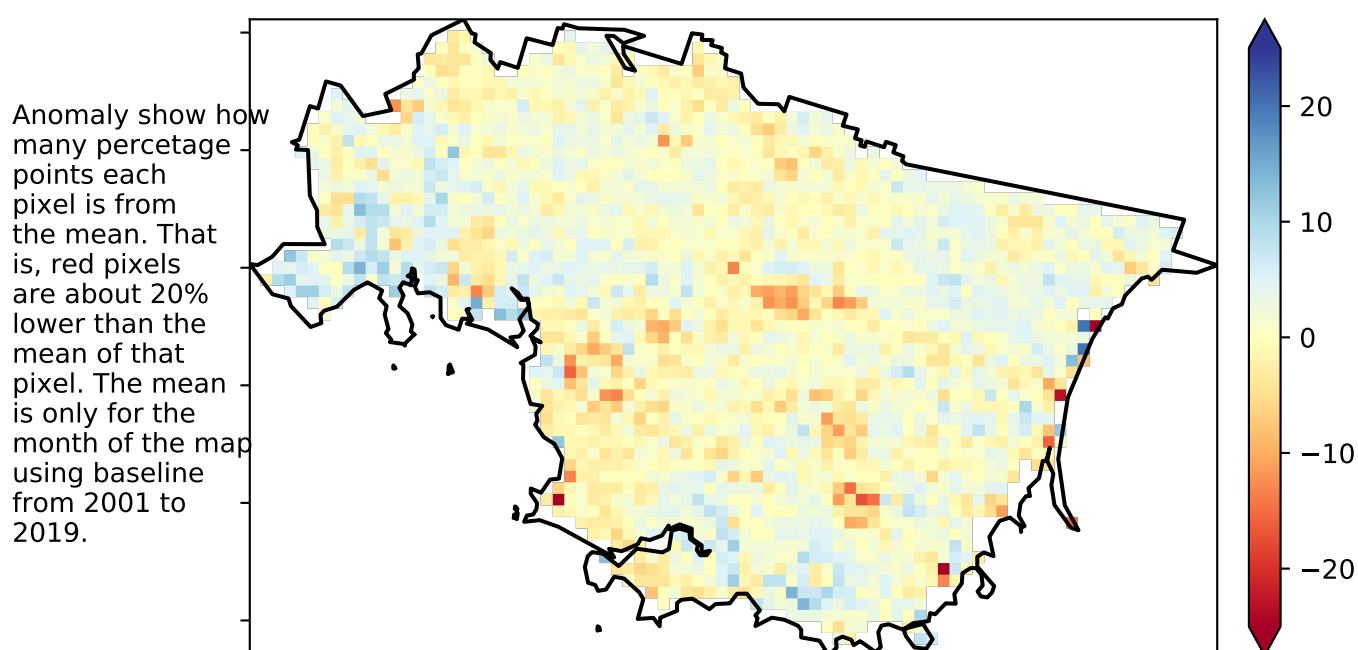 Anomaly show how
many percetage
points each
pixel is from
the mean. That
is, red pixels
are about 20%
lower than the
mean of that
pixel. The mean
is only for the
month of the map
using baseline
from 2001 to
2019.
20
10
0
−10
−20